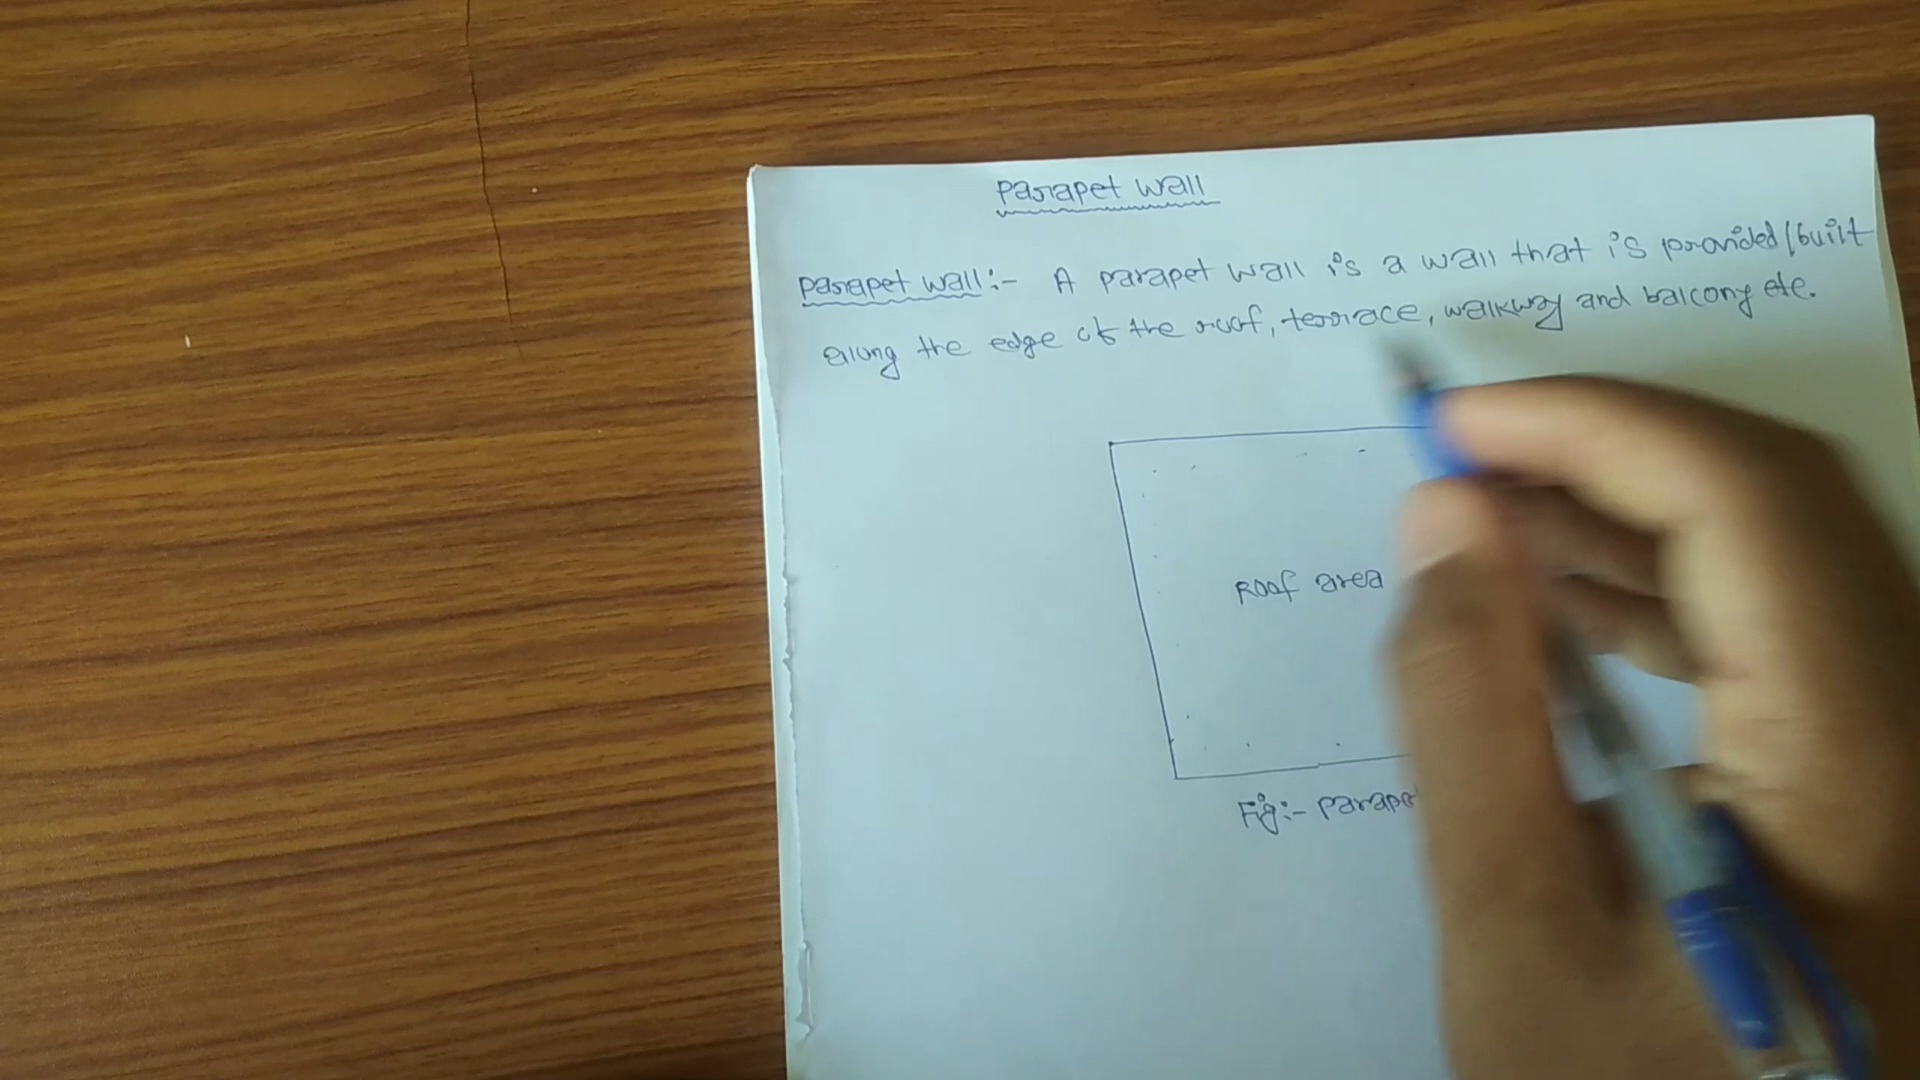 Parapet wall
Parapet wall:- A parapet wall is a wall that is provided/built
along the edge of the roof, terrace, walkway and balcony etc.
Roof area
Fig:- Parapet